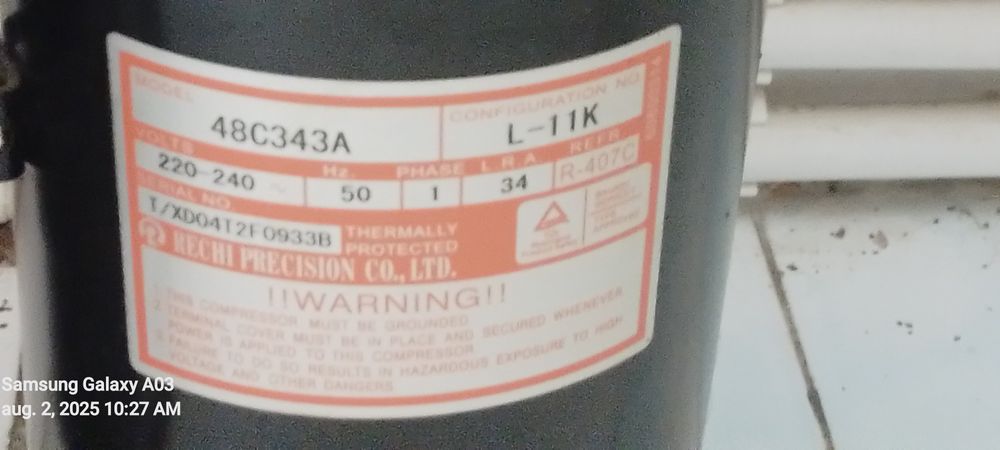 MODEL
CONFIGURATION NO.
48C343A
L-11K
VOLTS
Hz.
PHASE
L.R.A.
REFR
220-240 ~
50
1
34
R-407C
SERIAL NO
T/XD04T2F0933B
THERMALLY
PROTECTED
RECHI PRECISION CO., LTD.
!!WARNING!!
1. THIS COMPRESSOR MUST BE GROUNDED
2. TERMINAL COVER MUST BE IN PLACE AND SECURED WHENEVER
POWER IS APPLIED TO THIS COMPRESSOR
3. FAILURE TO DO SO RESULTS IN HAZARDOUS EXPOSURE TO HIGH
VOLTAGE AND OTHER DANGERS
Samsung Galaxy A03
aug. 2, 2025 10:27 AM